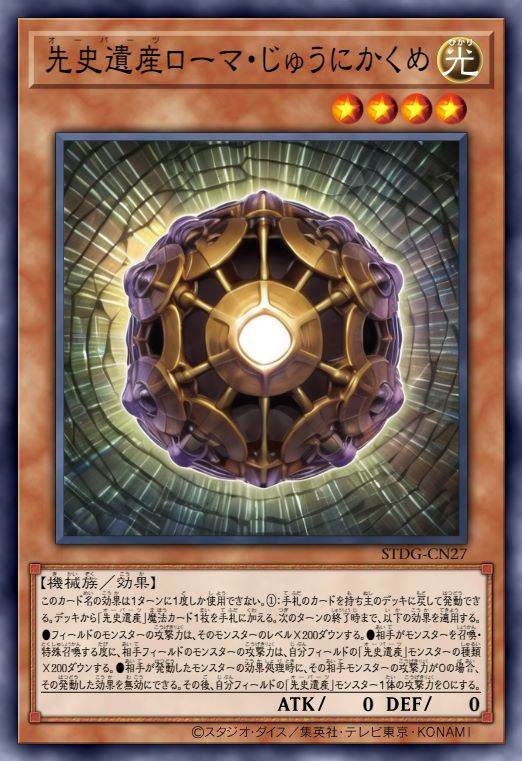 オーパーツ
先史遺産ローマ・じゅうにかくめ
ひかり
光
STDG-CN27
【機械族／効果】
このカード名の効果は1ターンに1度しか使用できない。①：手札のカードを持ち主のデッキに戻して発動でき
る。デッキから「先史遺産」魔法カード1枚を手札に加える。次のターンの終了時まで、以下の効果を適用する。
●フィールドのモンスターの攻撃力は、そのモンスターのレベル×200ダウンする。●相手がモンスターを召喚・
特殊召喚する度に、相手フィールドのモンスターの攻撃力は、自分フィールドの「先史遺産」モンスターの種類
×200ダウンする。●相手が発動したモンスターの効果処理時に、その相手モンスターの攻撃力が0の場合、
その発動した効果を無効にできる。その後、自分フィールドの「先史遺産」モンスター1体の攻撃力を0にする。
ATK/ 0 DEF/ 0
©スタジオ・ダイス／集英社・テレビ東京・KONAMI